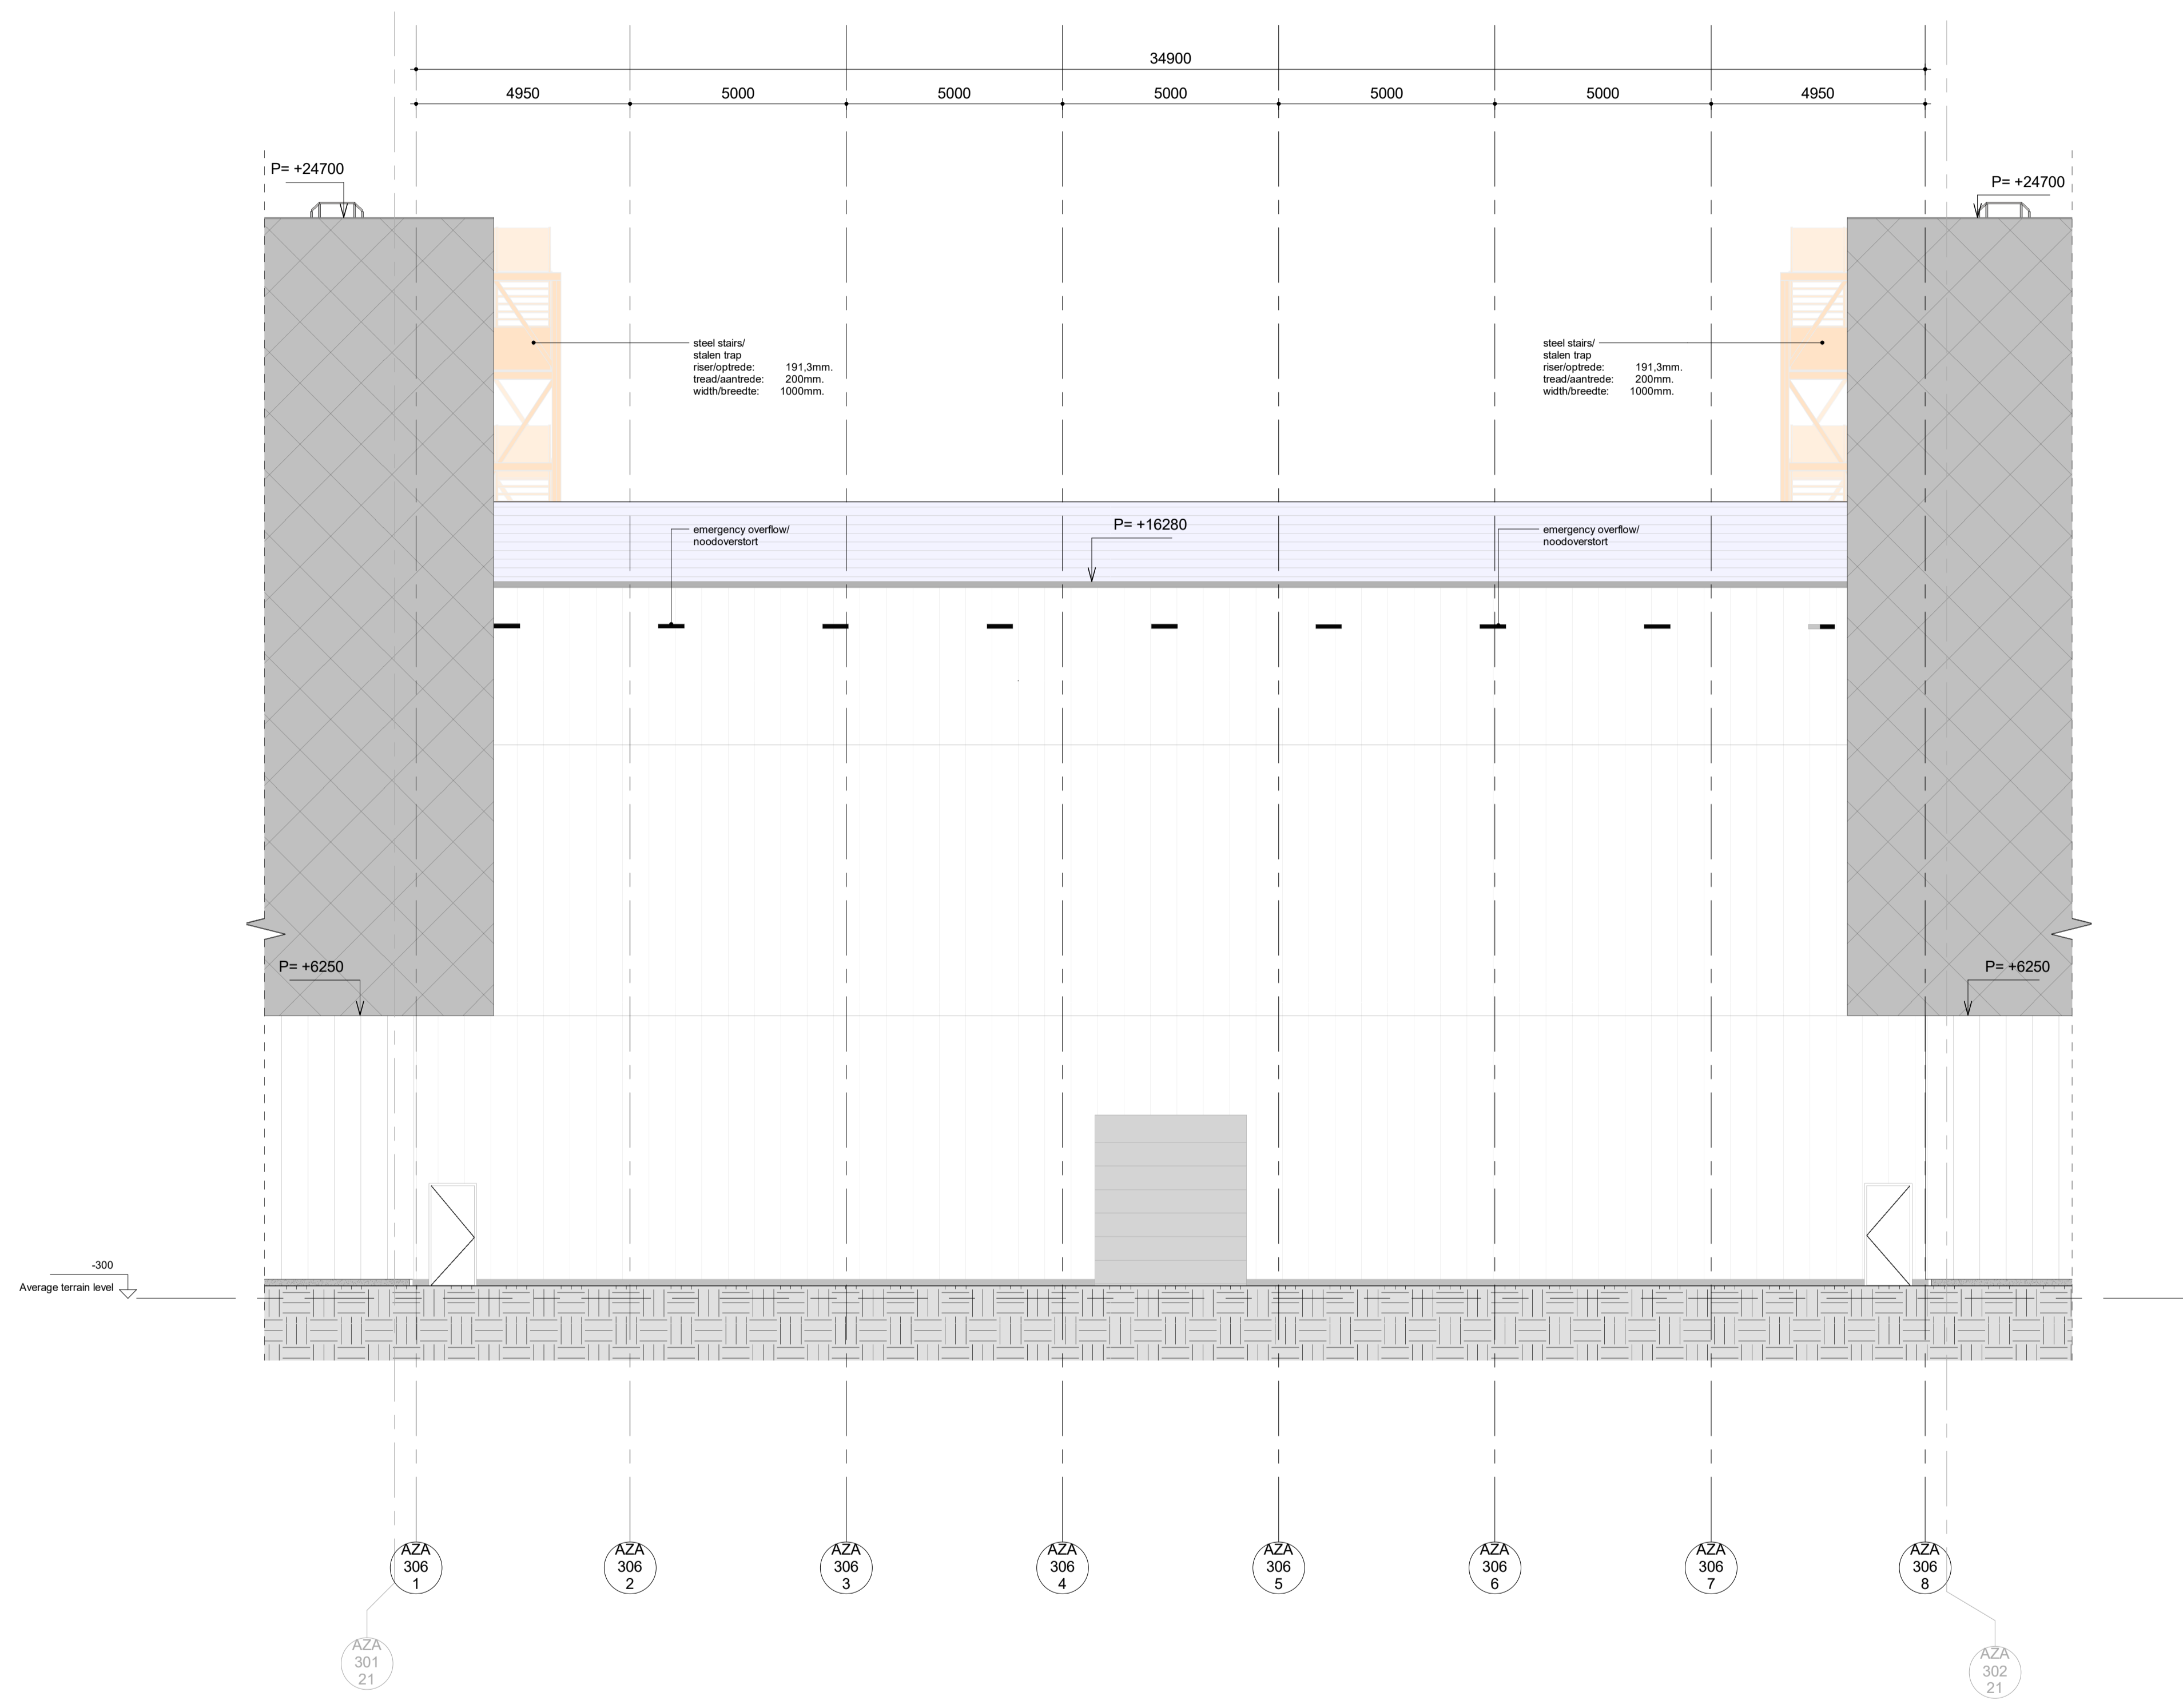 34900
4950 5000 5000 5000 5000 5000 4950
P= +24700
P= +24700
steel stairs/
stalen trap
riser/optrede: 191,3mm.
tread/aantrede: 200mm.
width/breedte: 1000mm.
steel stairs/
stalen trap
riser/optrede: 191,3mm.
tread/aantrede: 200mm.
width/breedte: 1000mm.
emergency overflow/
noodoverstort
P= +16280
emergency overflow/
noodoverstort
P= +6250
P= +6250
-300
Average terrain level
AZA
306
1
AZA
306
2
AZA
306
3
AZA
306
4
AZA
306
5
AZA
306
6
AZA
306
7
AZA
306
8
AZA
301
21
AZA
302
21